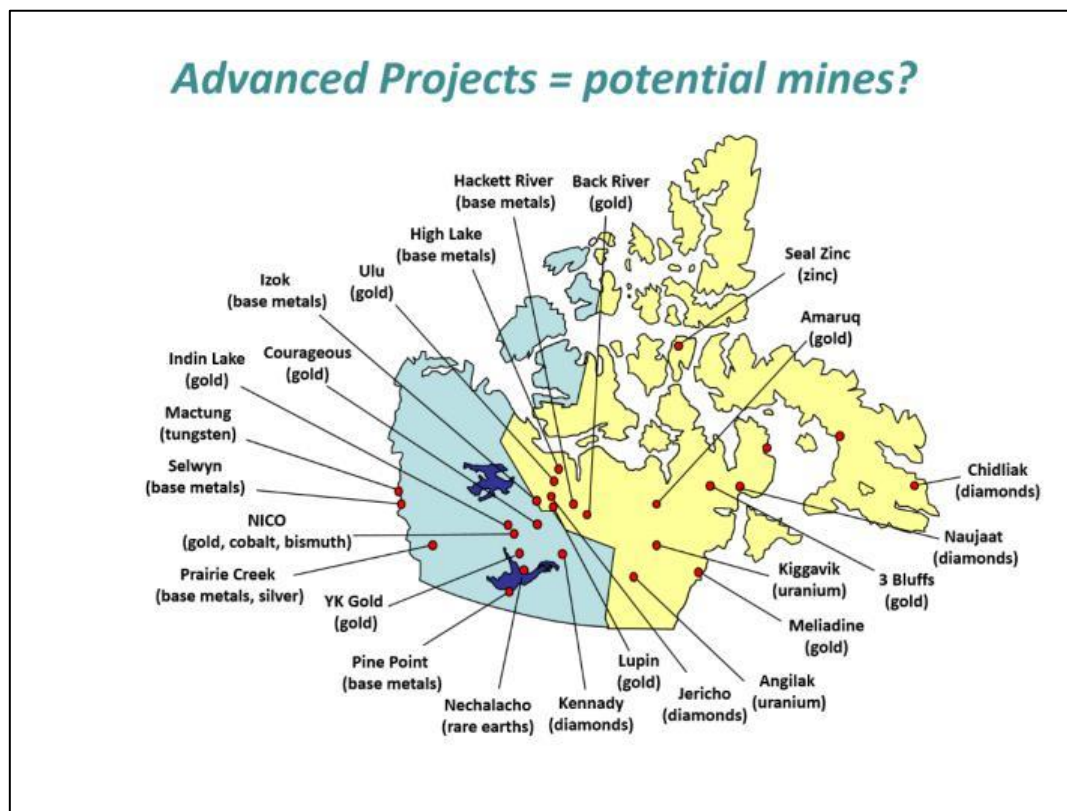 Advanced Projects = potential mines?
Hackett River
(base metals)
Back River
(gold)
High Lake
(base metals)
Seal Zinc
(zinc)
Ulu
(gold)
Izok
(base metals)
Amaruq
(gold)
Courageous
(gold)
Indin Lake
(gold)
Mactung
(tungsten)
Selwyn
(base metals)
Chidliak
(diamonds)
NICO
(gold, cobalt, bismuth)
Naujaat
(diamonds)
Prairie Creek
(base metals, silver)
Kiggavik
(uranium)
3 Bluffs
(gold)
YK Gold
(gold)
Meliadine
(gold)
Pine Point
(base metals)
Lupin
(gold)
Angilak
(uranium)
Jericho
(diamonds)
Nechalacho
(rare earths)
Kennady
(diamonds)